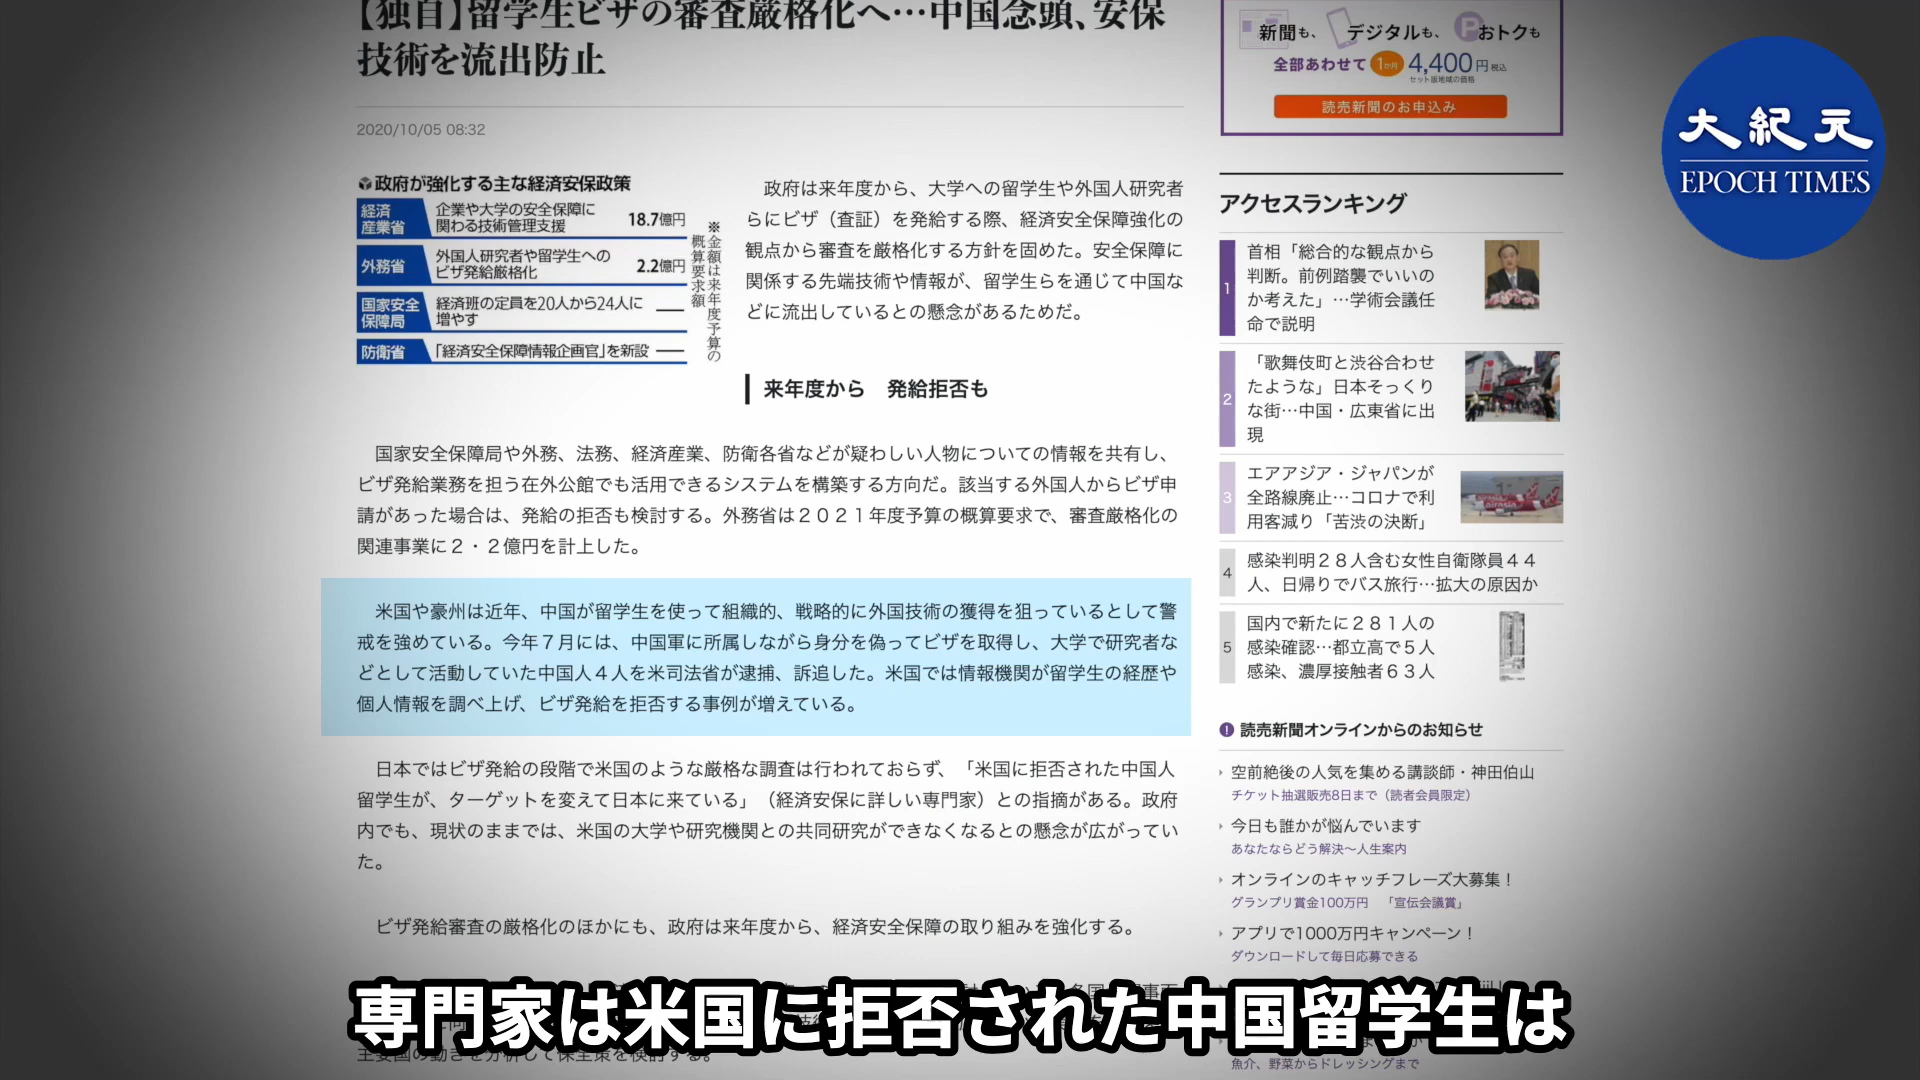 【独自】留学生ビザの審査厳格化へ…中国念頭、安保
技術を流出防止
2020/10/05 08:32
政府が強化する主な経済安保政策
経済
産業省
企業や大学の安全保障に
関わる技術管理支援
18.7億円
外務省
外国人研究者や留学生への
ビザ発給厳格化
2.2億円
国家安全
保障局
経済班の定員を20人から24人に
増やす
防衛省
「経済安全保障情報企画官」を新設
※金額は来年度予算の
概算要求額
政府は来年度から、大学への留学生や外国人研究者
らにビザ（査証）を発給する際、経済安全保障強化の
観点から審査を厳格化する方針を固めた。安全保障に
関係する先端技術や情報が、留学生らを通じて中国な
どに流出しているとの懸念があるためだ。
来年度から　発給拒否も
国家安全保障局や外務、法務、経済産業、防衛各省などが疑わしい人物についての情報を共有し、
ビザ発給業務を担う在外公館でも活用できるシステムを構築する方向だ。該当する外国人からビザ申
請があった場合は、発給の拒否も検討する。外務省は２０２１年度予算の概算要求で、審査厳格化の
関連事業に２・２億円を計上した。
米国や豪州は近年、中国が留学生を使って組織的、戦略的に外国技術の獲得を狙っているとして警
戒を強めている。今年７月には、中国軍に所属しながら身分を偽ってビザを取得し、大学で研究者な
どとして活動していた中国人４人を米司法省が逮捕、訴追した。米国では情報機関が留学生の経歴や
個人情報を調べ上げ、ビザ発給を拒否する事例が増えている。
日本ではビザ発給の段階で米国のような厳格な調査は行われておらず、「米国に拒否された中国人
留学生が、ターゲットを変えて日本に来ている」（経済安保に詳しい専門家）との指摘がある。政府
内でも、現状のままでは、米国の大学や研究機関との共同研究ができなくなるとの懸念が広がってい
た。
ビザ発給審査の厳格化のほかにも、政府は来年度から、経済安全保障の取り組みを強化する。
主要国の動きを分析して保全策を検討する。
新聞も、デジタルも、おトクも
全部あわせて 1か月 4,400円 税込
セット版地域の価格
読売新聞のお申込み
アクセスランキング
1
首相「総合的な観点から
判断。前例踏襲でいいの
か考えた」…学術会議任
命で説明
2
「歌舞伎町と渋谷合わせ
たような」日本そっくり
な街…中国・広東省に出
現
3
エアアジア・ジャパンが
全路線廃止…コロナで利
用客減り「苦渋の決断」
4
感染判明２８人含む女性自衛隊員４４
人、日帰りでバス旅行…拡大の原因か
5
国内で新たに２８１人の
感染確認…都立高で５人
感染、濃厚接触者６３人
読売新聞オンラインからのお知らせ
空前絶後の人気を集める講談師・神田伯山
チケット抽選販売8日まで（読者会員限定）
今日も誰かが悩んでいます
あなたならどう解決～人生案内
オンラインのキャッチフレーズ大募集！
グランプリ賞金100万円　「宣伝会議賞」
アプリで1000万円キャンペーン！
ダウンロードして毎日応募できる
魚介、野菜からドレッシングまで
大紀元
EPOCH TIMES
専門家は米国に拒否された中国留学生は